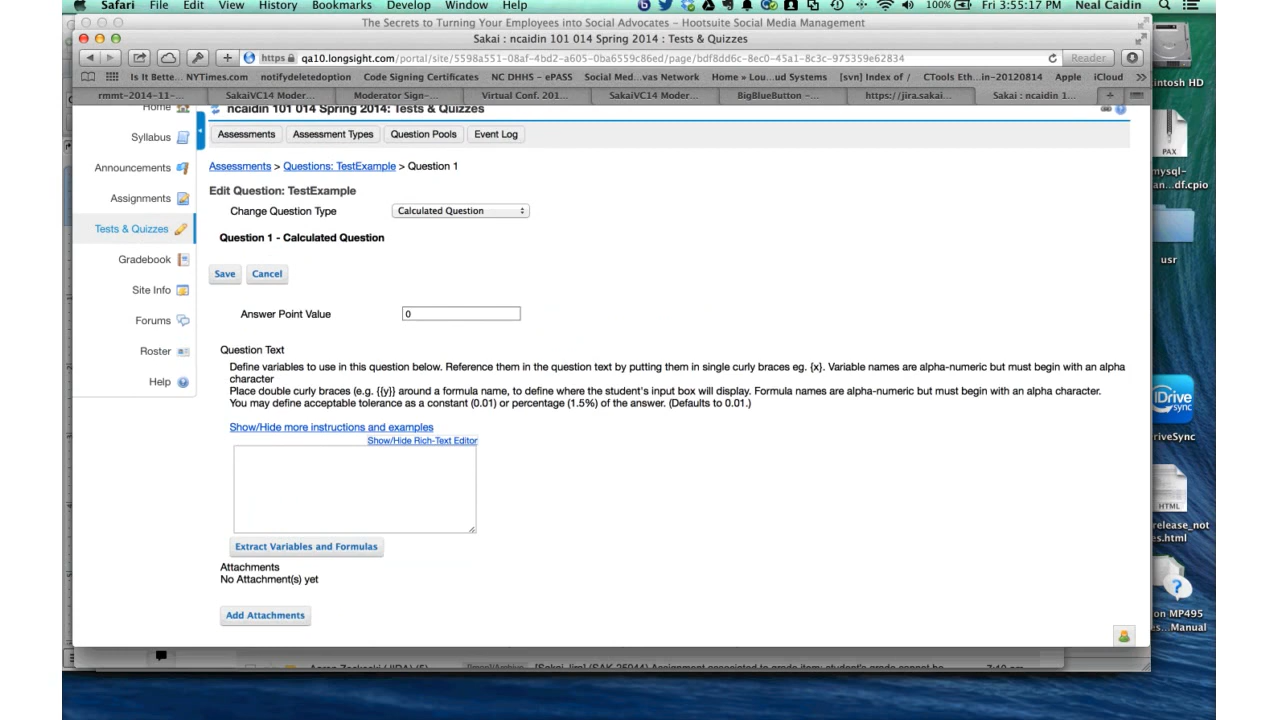 Safari File Edit View History Bookmarks Develop Window Help 100% Fri 3:55:17 PM Neal Caidin
The Secrets to Turning Your Employees into Social Advocates - Hootsuite Social Media Management
Sakai : ncaidin 101 014 Spring 2014 : Tests & Quizzes
https qa10.longsight.com/portal/site/5598a551-08af-4bd2-a605-0ba6559c86ed/page/bdf8dd6c-8ec0-45a1-8c3c-975359e62834 Reader
Is It Bette... NYTimes.com notifydeletedoption Code Signing Certificates NC DHHS - ePASS Social Med...vas Network Home » Lou...ud Systems [svn] Index of / CTools Eth...in-20120814 Apple iCloud
rmmt-2014-11-... SakaiVC14 Moder... Moderator Sign-... Virtual Conf. 201... SakaiVC14 Moder... BigBlueButton -... https://jira.sakai... Sakai : ncaidin 1...
Home
ncaidin 101 014 Spring 2014: Tests & Quizzes
Syllabus
Announcements
Assignments
Tests & Quizzes
Gradebook
Site Info
Forums
Roster
Help
Assessments Assessment Types Question Pools Event Log
Assessments > Questions: TestExample > Question 1
Edit Question: TestExample
Change Question Type Calculated Question
Question 1 - Calculated Question
Save Cancel
Answer Point Value 0
Question Text
Define variables to use in this question below. Reference them in the question text by putting them in single curly braces eg. {x}. Variable names are alpha-numeric but must begin with an alpha
character
Place double curly braces (e.g. {{y}} around a formula name, to define where the student's input box will display. Formula names are alpha-numeric but must begin with an alpha character.
You may define acceptable tolerance as a constant (0.01) or percentage (1.5%) of the answer. (Defaults to 0.01.)
Show/Hide more instructions and examples
Show/Hide Rich-Text Editor
Extract Variables and Formulas
Attachments
No Attachment(s) yet
Add Attachments
intosh HD
PAX
mysql-
an...df.cpio
usr
IDrive
sync
riveSync
HTML
release_not
es.html
on MP495
es...Manual